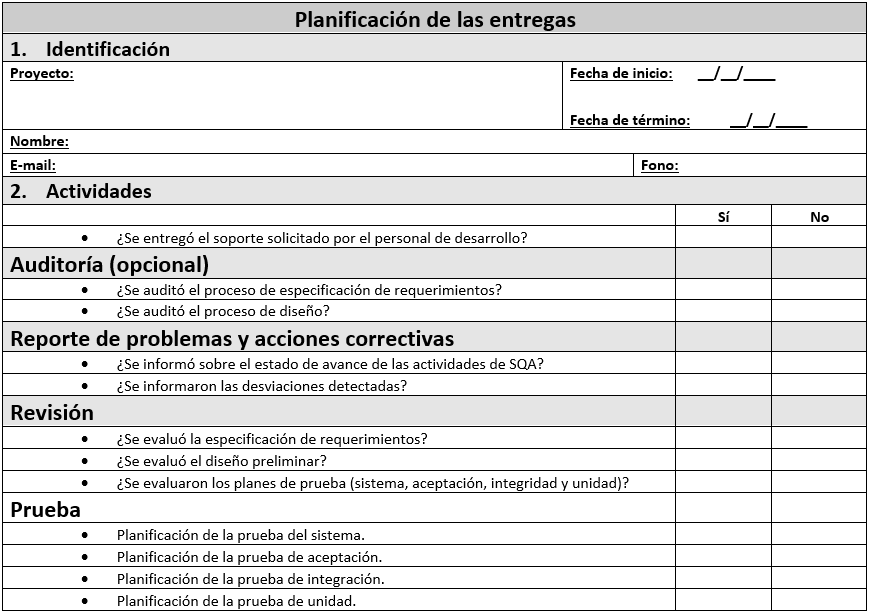 Planificación de las entregas
1. Identificación
Proyecto:
Fecha de inicio: __/__/____
Fecha de término: __/__/____
Nombre:
E-mail:
Fono:
2. Actividades
Sí No
• ¿Se entregó el soporte solicitado por el personal de desarrollo?
Auditoría (opcional)
• ¿Se auditó el proceso de especificación de requerimientos?
• ¿Se auditó el proceso de diseño?
Reporte de problemas y acciones correctivas
• ¿Se informó sobre el estado de avance de las actividades de SQA?
• ¿Se informaron las desviaciones detectadas?
Revisión
• ¿Se evaluó la especificación de requerimientos?
• ¿Se evaluó el diseño preliminar?
• ¿Se evaluaron los planes de prueba (sistema, aceptación, integridad y unidad)?
Prueba
• Planificación de la prueba del sistema.
• Planificación de la prueba de aceptación.
• Planificación de la prueba de integración.
• Planificación de la prueba de unidad.